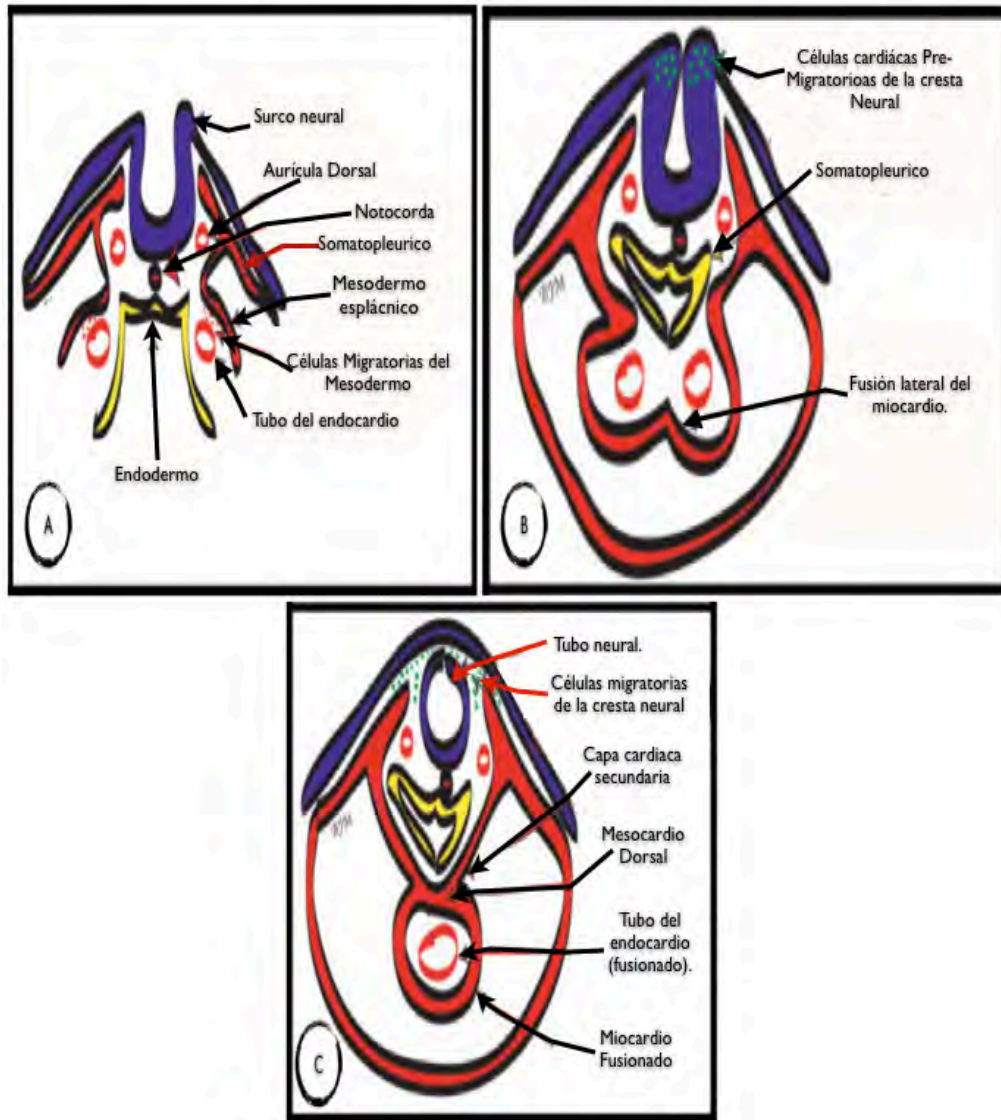 Surco neural
Aurícula Dorsal
Notocorda
Somatopleurico
Mesodermo
esplácnico
Células Migratorias del
Mesodermo
Tubo del endocardio
Endodermo
A
Células cardiácas Pre-
Migratorioas de la cresta
Neural
Somatopleurico
Fusión lateral del
miocardio.
B
Tubo neural.
Células migratorias
de la cresta neural
Capa cardiaca
secundaria
Mesocardio
Dorsal
Tubo del
endocardio
(fusionado).
Miocardio
Fusionado
C